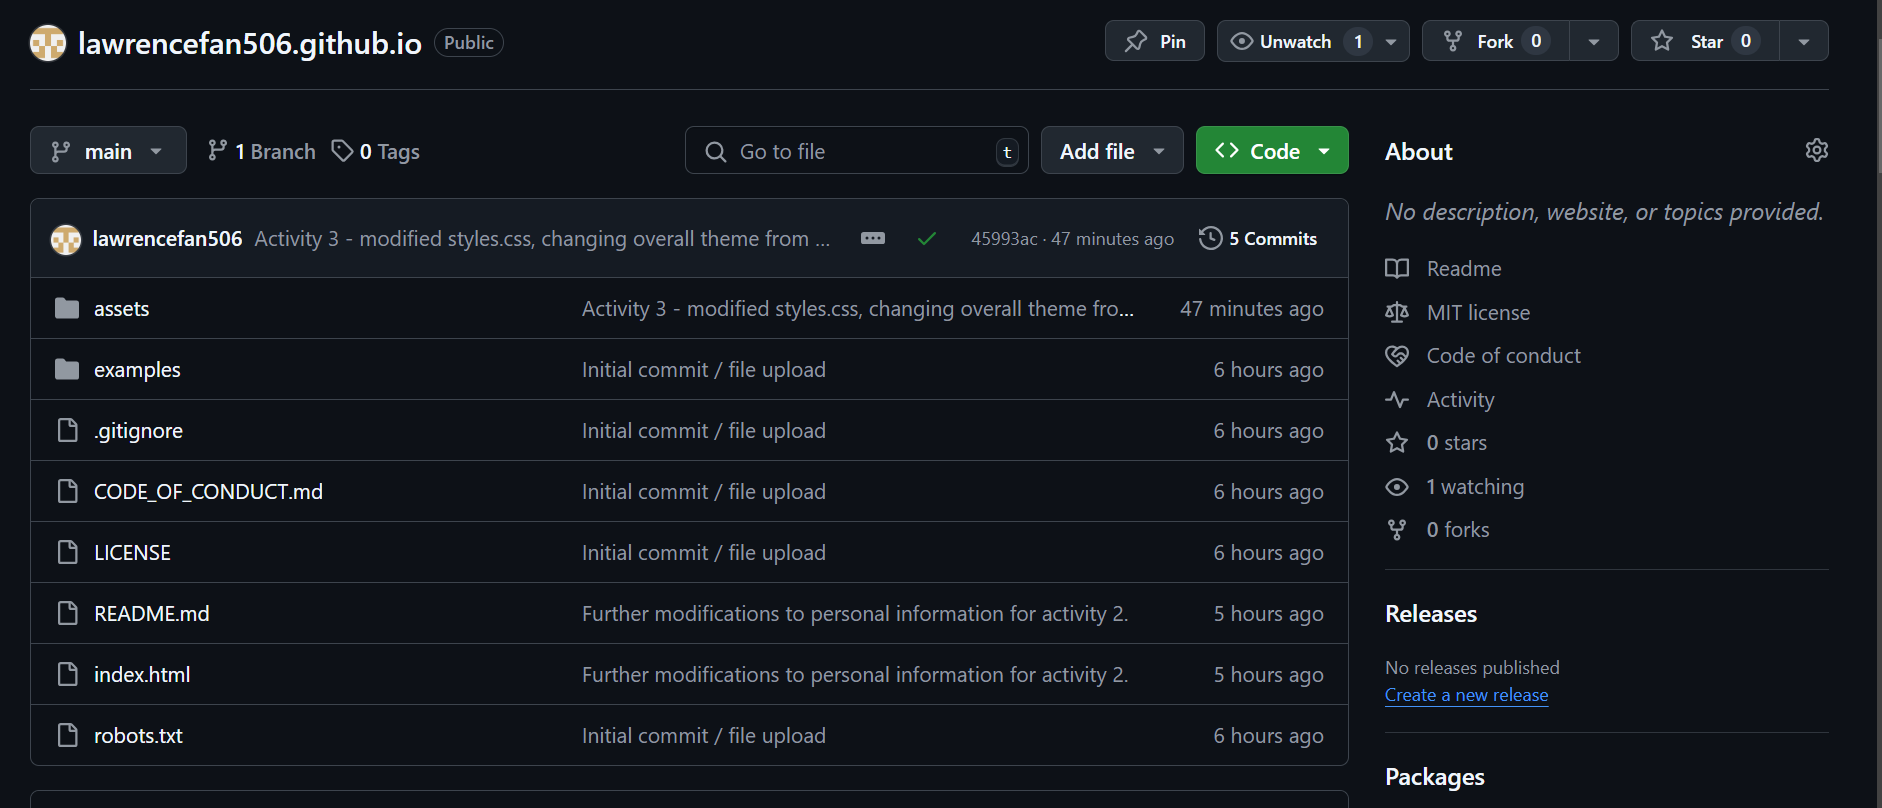 lawrencefan506.github.io Public
Pin
Unwatch 1
Fork 0
Star 0
main
1 Branch
0 Tags
Go to file t
Add file
Code
lawrencefan506 Activity 3 - modified styles.css, changing overall theme from ... 45993ac · 47 minutes ago 5 Commits
assets Activity 3 - modified styles.css, changing overall theme fro... 47 minutes ago
examples Initial commit / file upload 6 hours ago
.gitignore Initial commit / file upload 6 hours ago
CODE_OF_CONDUCT.md Initial commit / file upload 6 hours ago
LICENSE Initial commit / file upload 6 hours ago
README.md Further modifications to personal information for activity 2. 5 hours ago
index.html Further modifications to personal information for activity 2. 5 hours ago
robots.txt Initial commit / file upload 6 hours ago
About
No description, website, or topics provided.
Readme
MIT license
Code of conduct
Activity
0 stars
1 watching
0 forks
Releases
No releases published
Create a new release
Packages